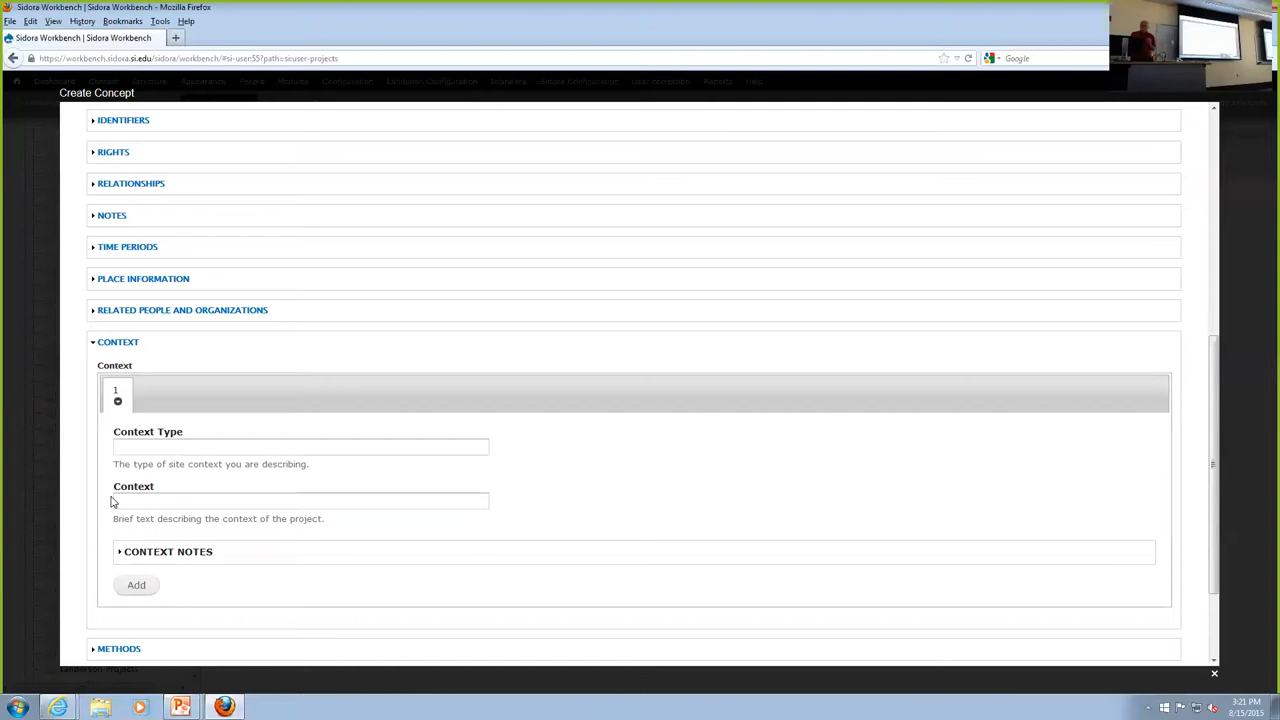 Sidora Workbench | Sidora Workbench - Mozilla Firefox
File Edit View History Bookmarks Tools Help
Sidora Workbench | Sidora Workbench
https://workbench.sidora.si.edu/sidora/workbench/#si-user:55?path=si:user-projects
Google
Create Concept
IDENTIFIERS
RIGHTS
RELATIONSHIPS
NOTES
TIME PERIODS
PLACE INFORMATION
RELATED PEOPLE AND ORGANIZATIONS
CONTEXT
Context
1
Context Type
The type of site context you are describing.
Context
Brief text describing the context of the project.
CONTEXT NOTES
Add
METHODS
3:21 PM
8/15/2015